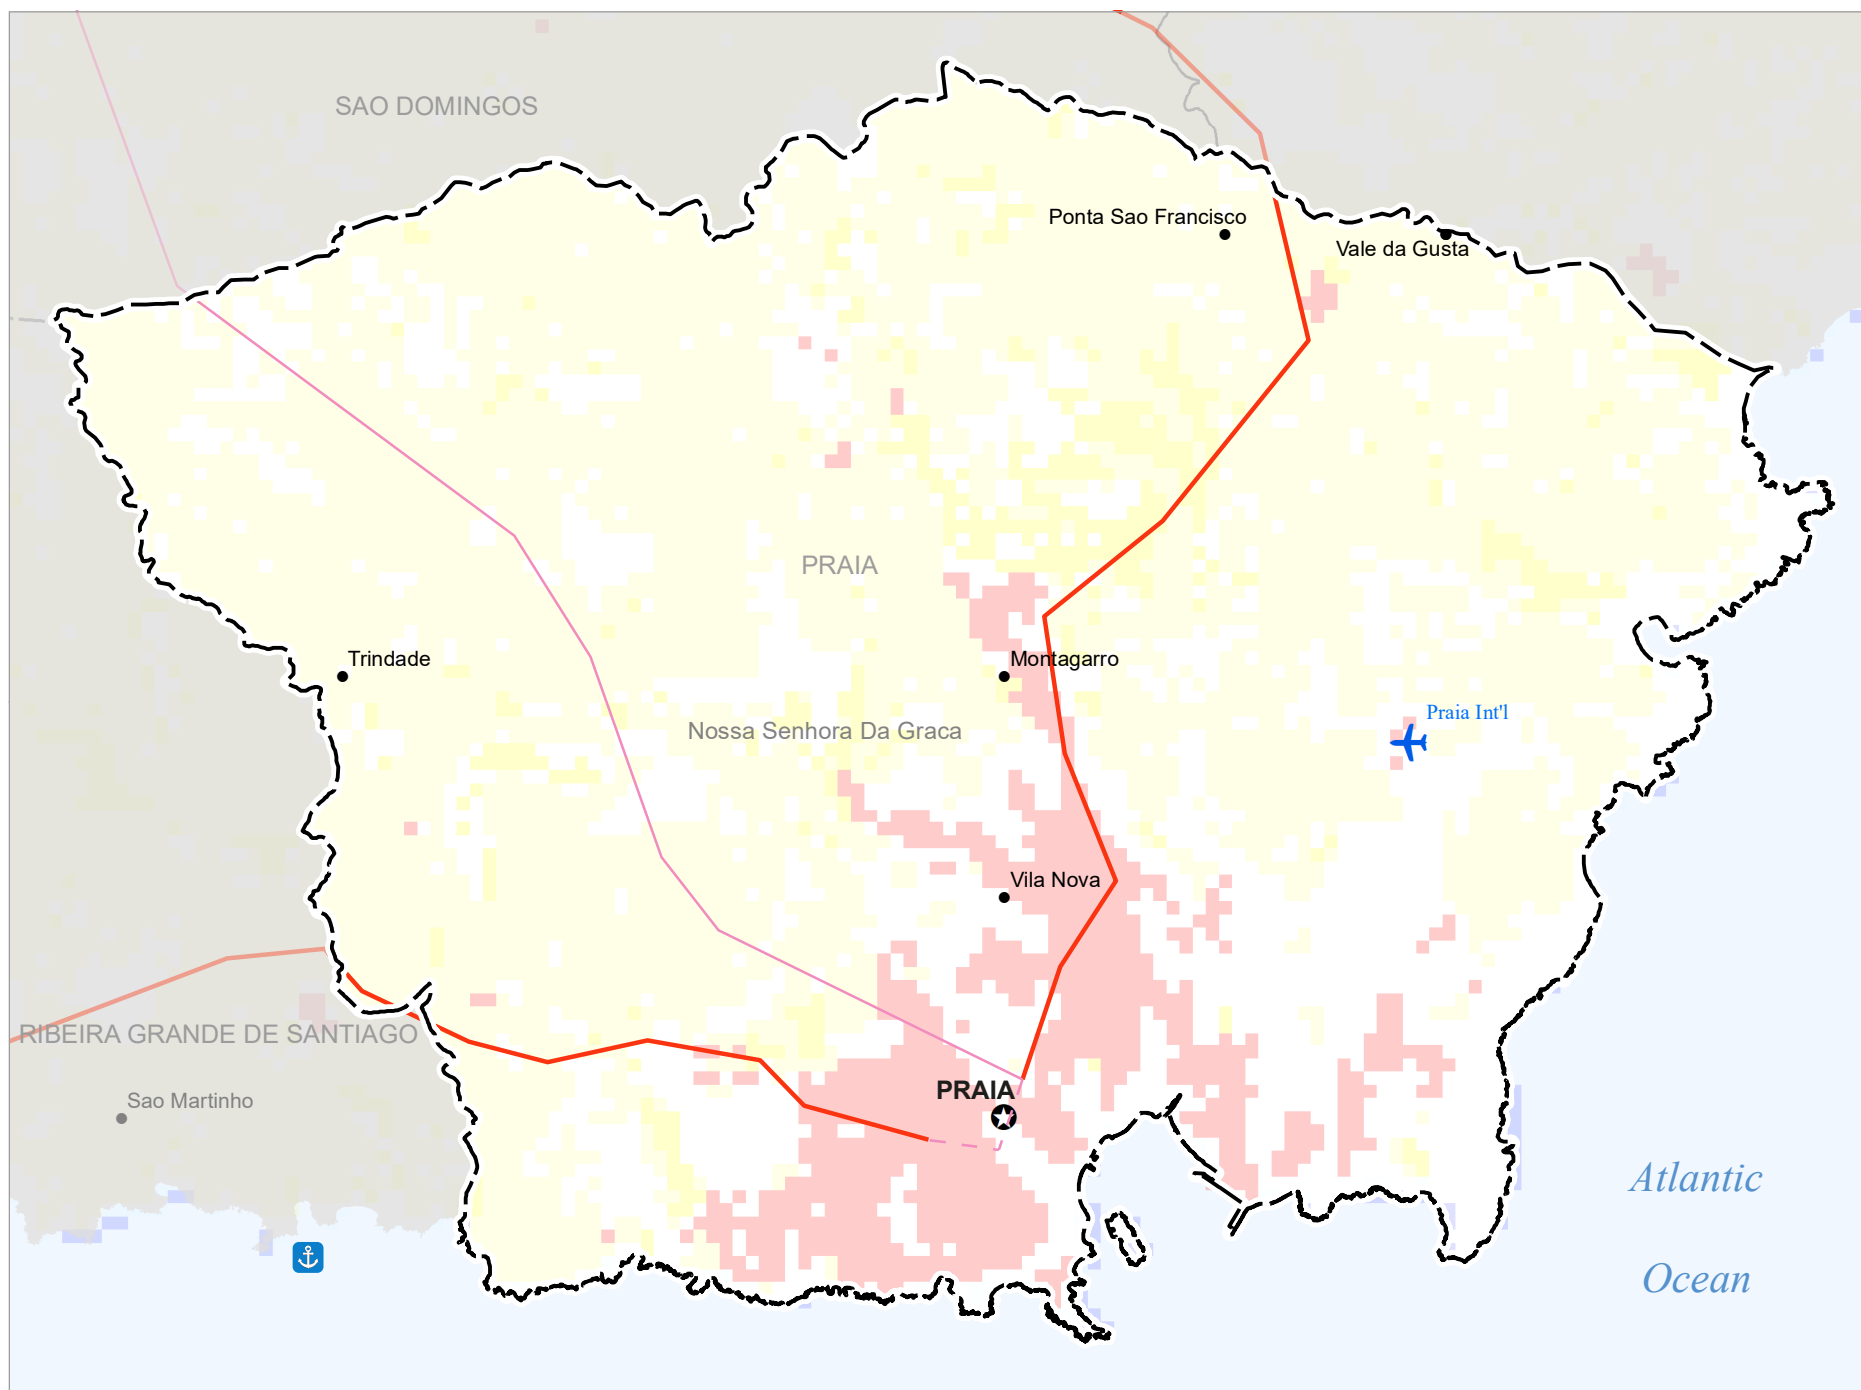 SAO DOMINGOS
Ponta Sao Francisco
Vale da Gusta
PRAIA
Trindade
Montagarro
Praia Int'l
Nossa Senhora Da Graca
Vila Nova
RIBEIRA GRANDE DE SANTIAGO
PRAIA
Sao Martinho
Atlantic
Ocean